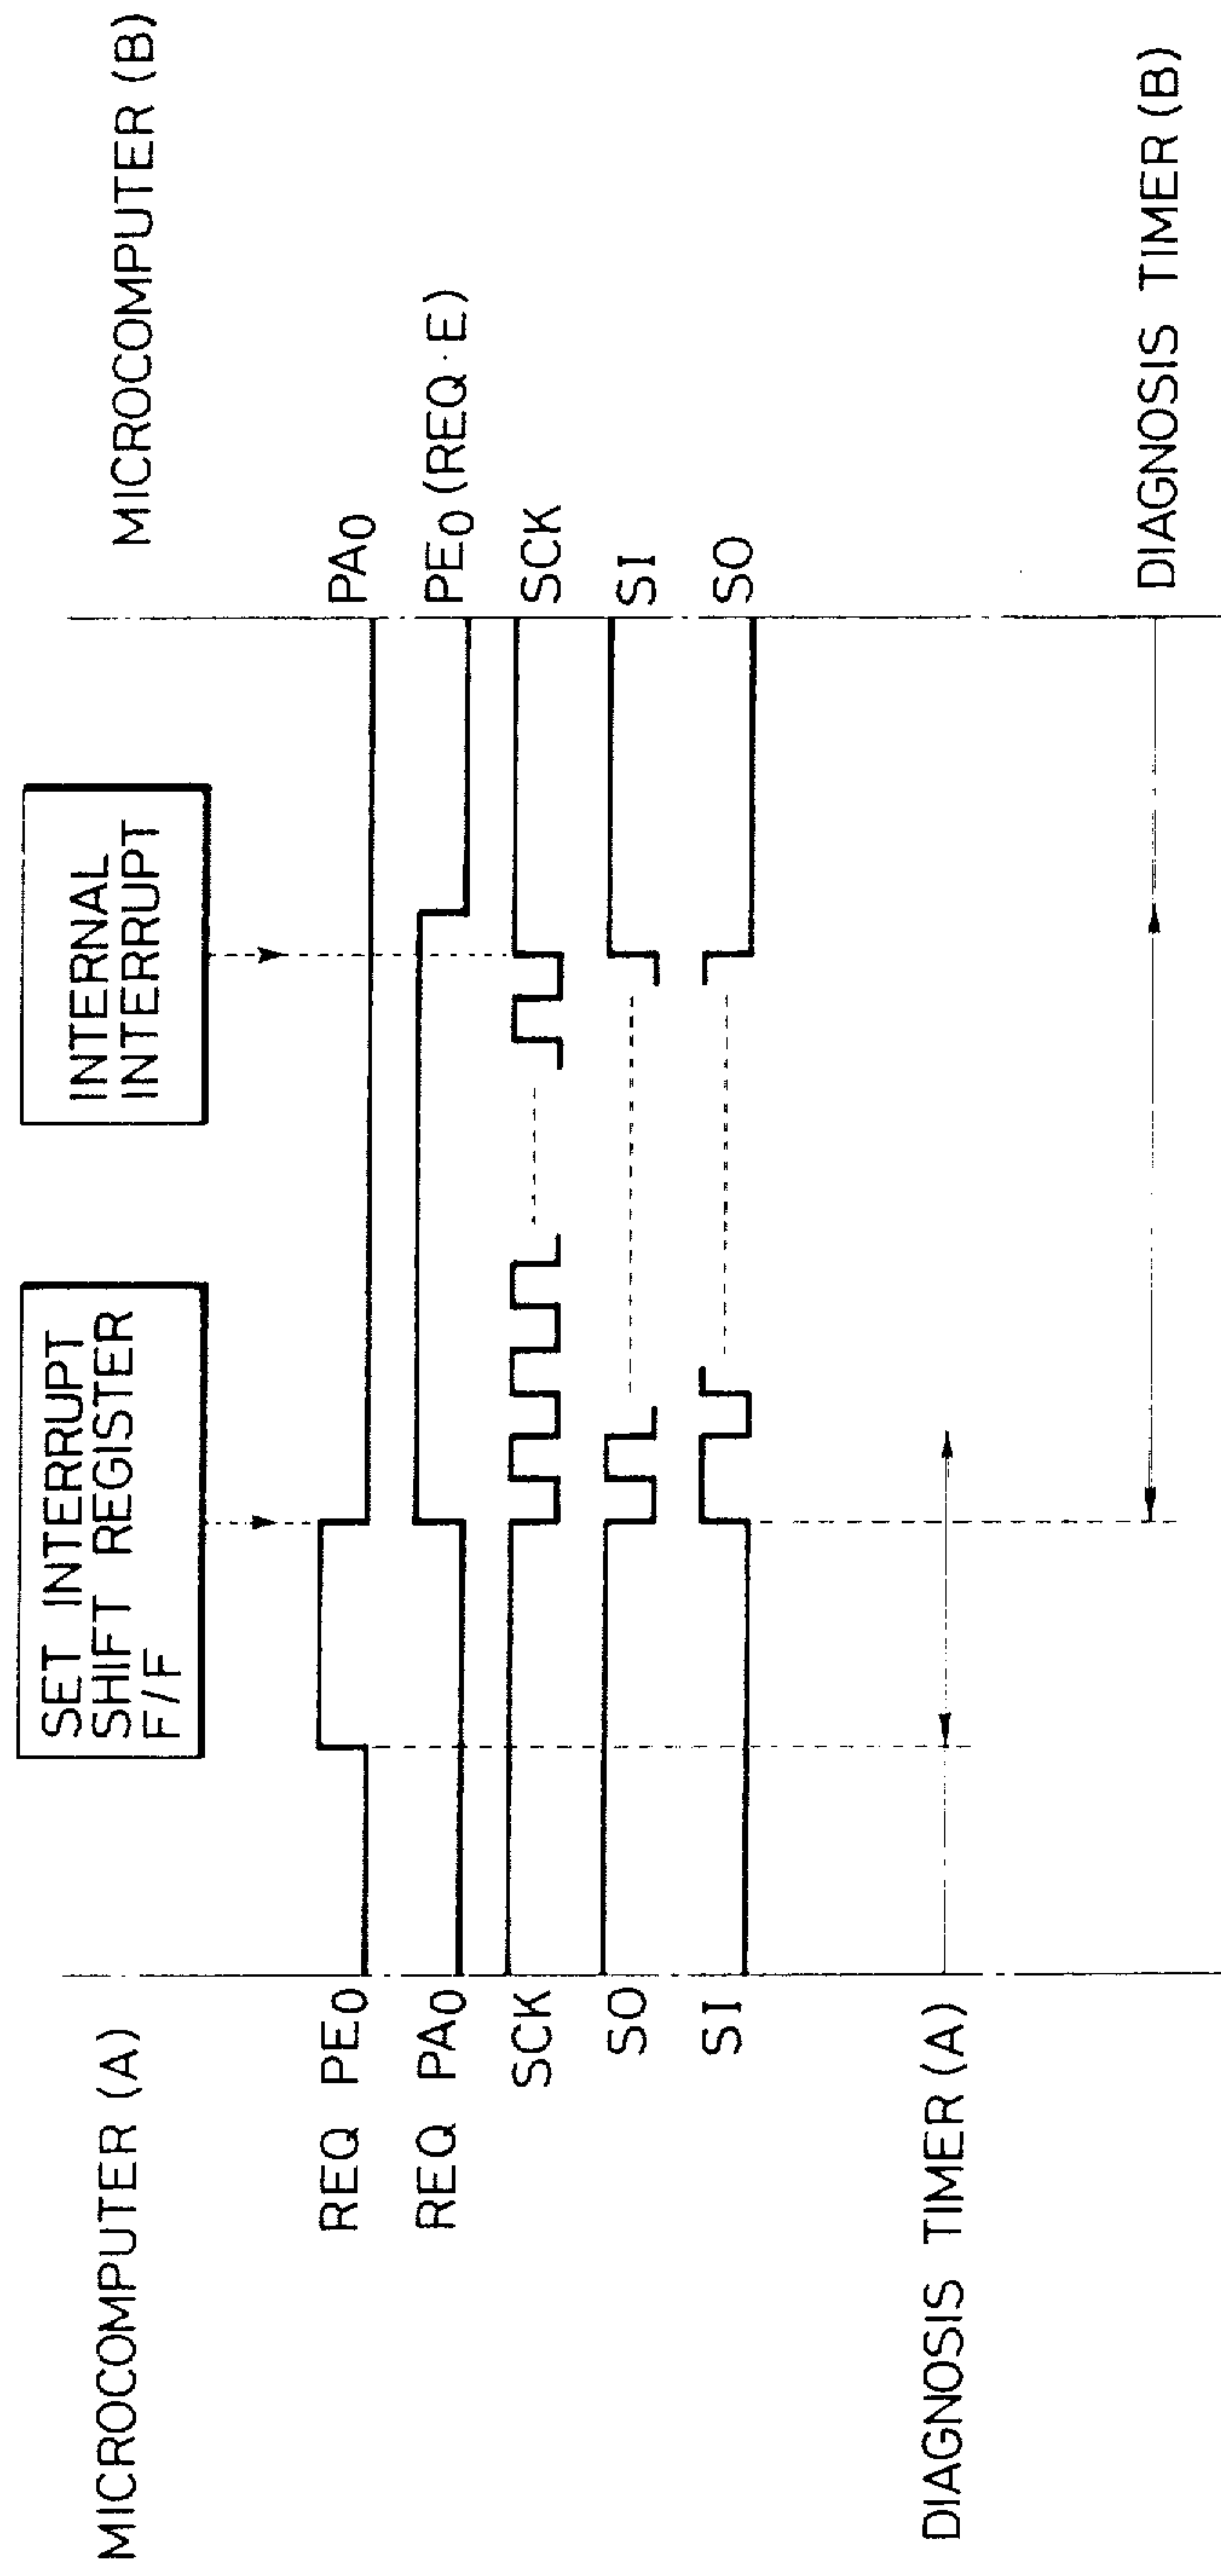 MICROCOMPUTER (A)
SET INTERRUPT
SHIFT REGISTER
F/F
INTERNAL
INTERRUPT
MICROCOMPUTER (B)
REQ PE0
PA0
REQ PA0
PE0 (REQ·E)
SCK
SCK
SO
SI
SI
SO
DIAGNOSIS TIMER (A)
DIAGNOSIS TIMER (B)